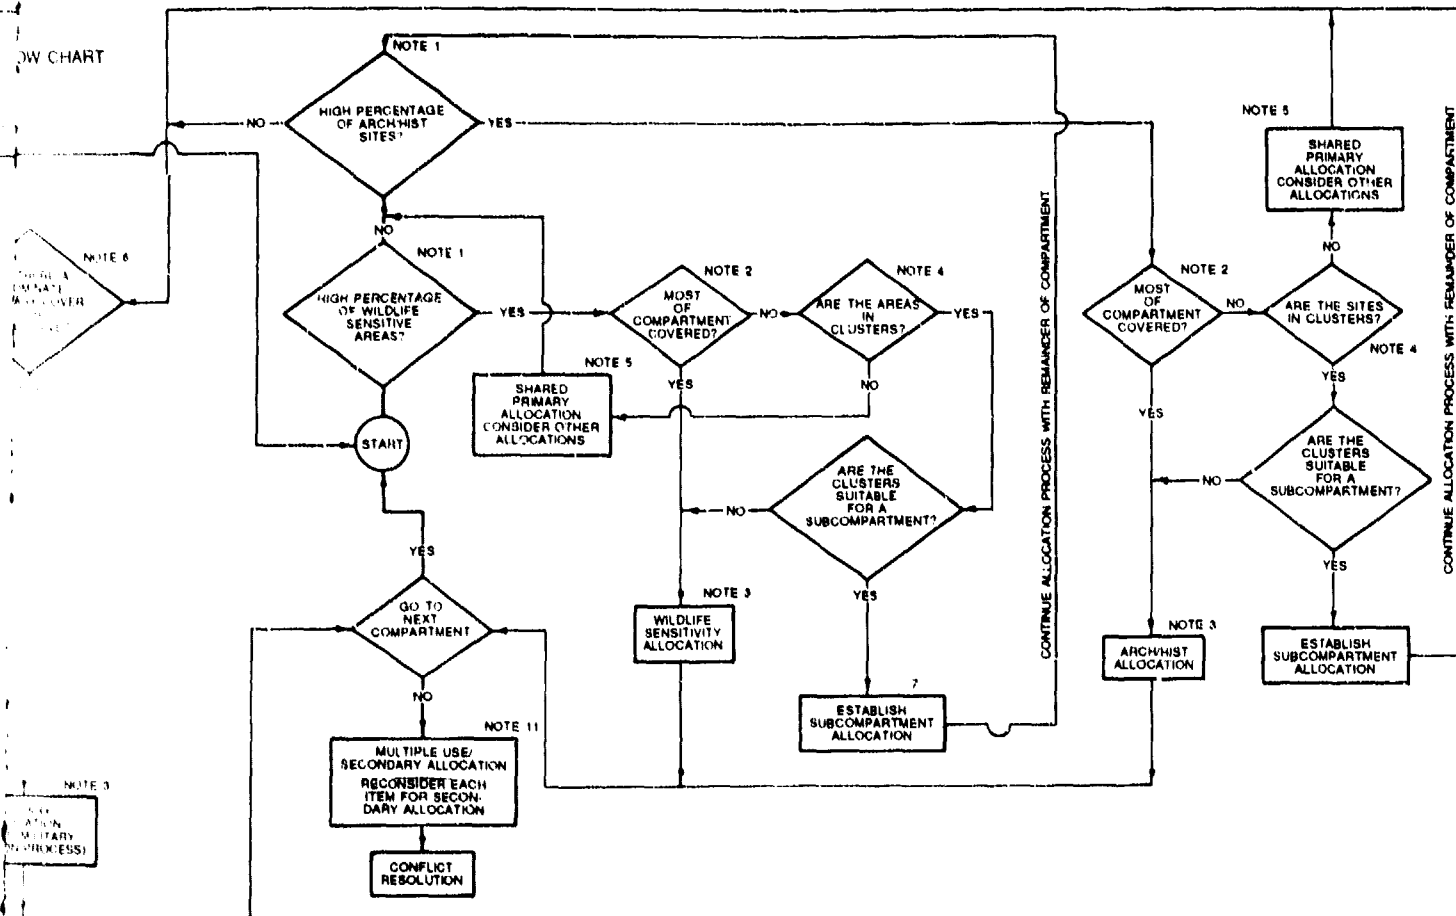 OW CHART
NOTE 1
HIGH PERCENTAGE
OF ARCH/HIST
SITES?
NO
YES
NOTE 5
SHARED
PRIMARY
ALLOCATION
CONSIDER OTHER
ALLOCATIONS
NO
NOTE 1
HIGH PERCENTAGE
OF WILDLIFE
SENSITIVE
AREAS?
YES
NOTE 2
MOST
OF
COMPARTMENT
COVERED?
NO
NOTE 4
ARE THE AREAS
IN
CLUSTERS?
YES
NOTE 2
MOST
OF
COMPARTMENT
COVERED?
NO
NO
ARE THE SITES
IN CLUSTERS?
NOTE 4
NOTE 6
COVER
NOTE 5
SHARED
PRIMARY
ALLOCATION
CONSIDER OTHER
ALLOCATIONS
YES
NO
YES
YES
START
ARE THE
CLUSTERS
SUITABLE
FOR A
SUBCOMPARTMENT?
NO
YES
ARE THE
CLUSTERS
SUITABLE
FOR A
SUBCOMPARTMENT?
NO
YES
CONTINUE ALLOCATION PROCESS WITH REMAINDER OF COMPARTMENT
CONTINUE ALLOCATION PROCESS WITH REMAINDER OF COMPARTMENT
YES
GO TO
NEXT
COMPARTMENT
NO
NOTE 3
WILDLIFE
SENSITIVITY
ALLOCATION
NOTE 3
ARCH/HIST
ALLOCATION
ESTABLISH
SUBCOMPARTMENT
ALLOCATION
7
ESTABLISH
SUBCOMPARTMENT
ALLOCATION
NOTE 11
MULTIPLE USE/
SECONDARY ALLOCATION
RECONSIDER EACH
ITEM FOR SECON-
DARY ALLOCATION
CONFLICT
RESOLUTION
NOTE 3
ATION
MILITARY
PROCESS)